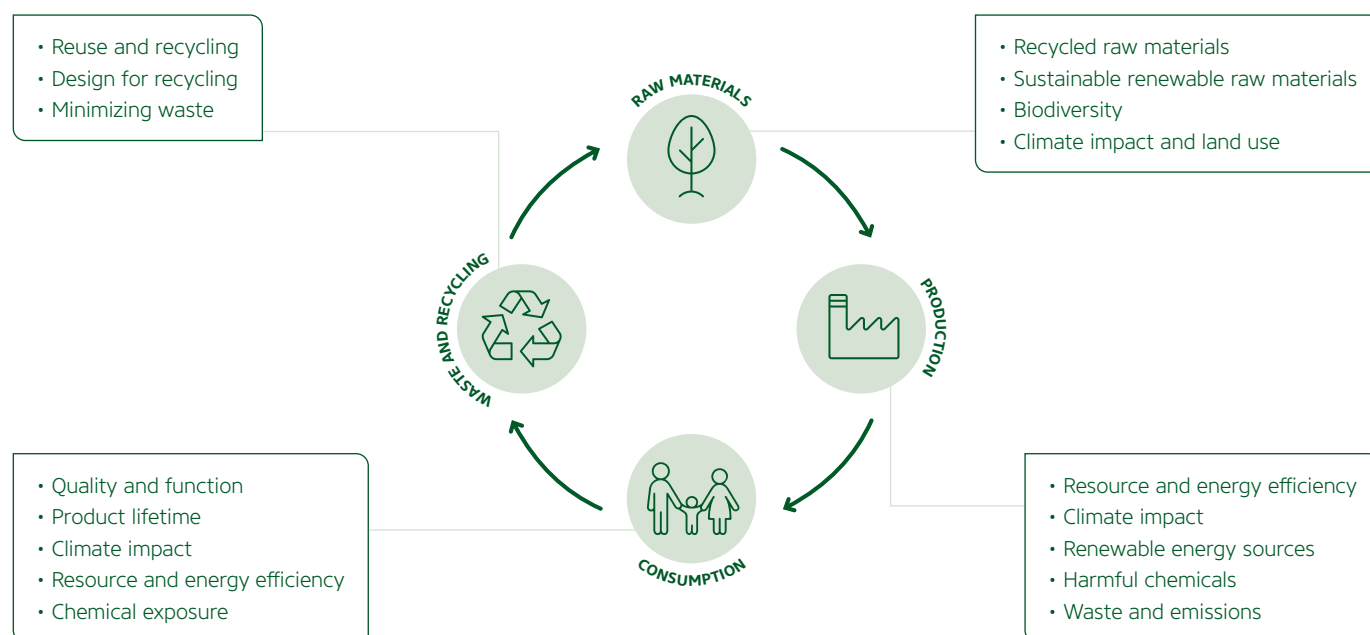 • Reuse and recycling
• Design for recycling
• Minimizing waste
RAW MATERIALS
• Recycled raw materials
• Sustainable renewable raw materials
• Biodiversity
• Climate impact and land use
WASTE AND RECYCLING
PRODUCTION
• Quality and function
• Product lifetime
• Climate impact
• Resource and energy efficiency
• Chemical exposure
CONSUMPTION
• Resource and energy efficiency
• Climate impact
• Renewable energy sources
• Harmful chemicals
• Waste and emissions